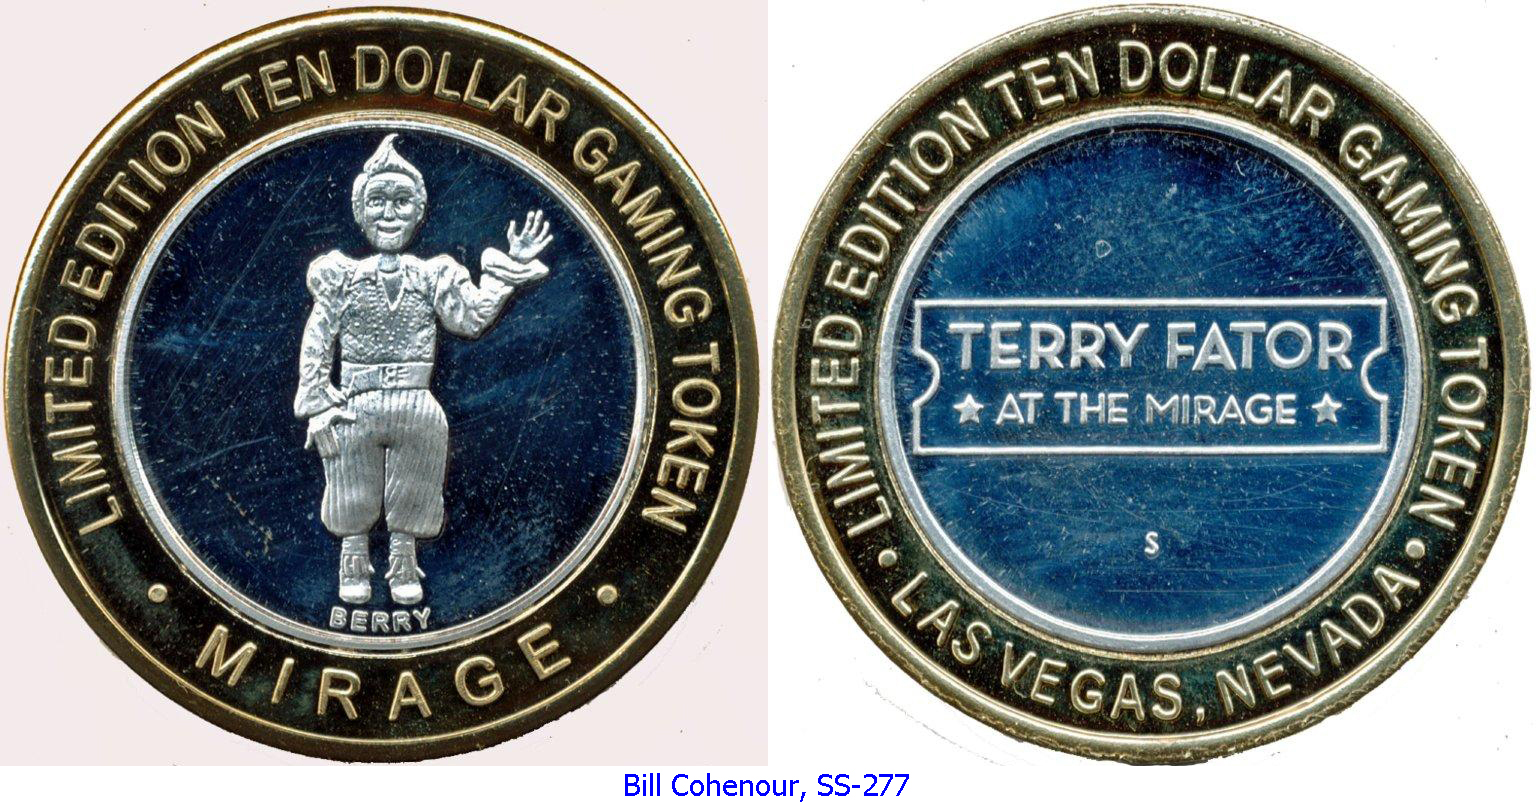 LIMITED EDITION TEN DOLLAR GAMING TOKEN
BERRY
• MIRAGE •
LIMITED EDITION TEN DOLLAR GAMING TOKEN
TERRY FATOR
★ AT THE MIRAGE ★
S
• LAS VEGAS, NEVADA •
Bill Cohenour, SS-277